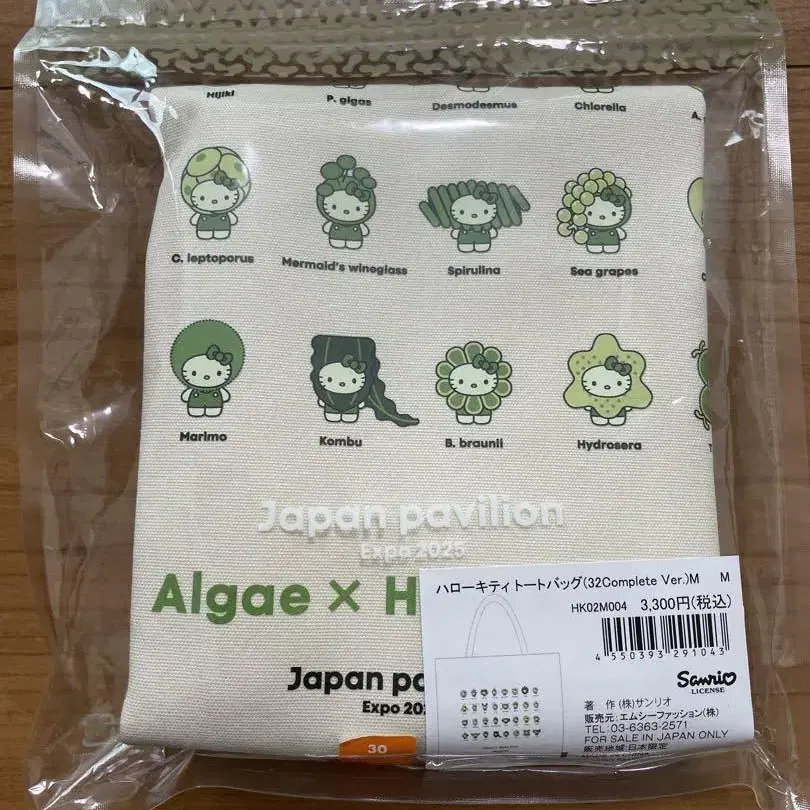 Hijiki
P. gigas
Desmodesmus
Chlorella
A.
C. leptoporus
Mermaid's wineglass
Spirulina
Sea grapes
Marimo
Kombu
B. braunii
Hydrosera
Japan pavilion
Expo2025
Algae × H
Japan pa
Expo 202
30
ハローキティ トートバッグ(32Complete Ver.)M M
HK02M004 3,300円(税込)
4 550393 291043
Sanrio
LICENSE
著 作 (株)サンリオ
販売元:エムシーファッション(株)
TEL:03-6363-2571
FOR SALE IN JAPAN ONLY
販売地域:日本限定